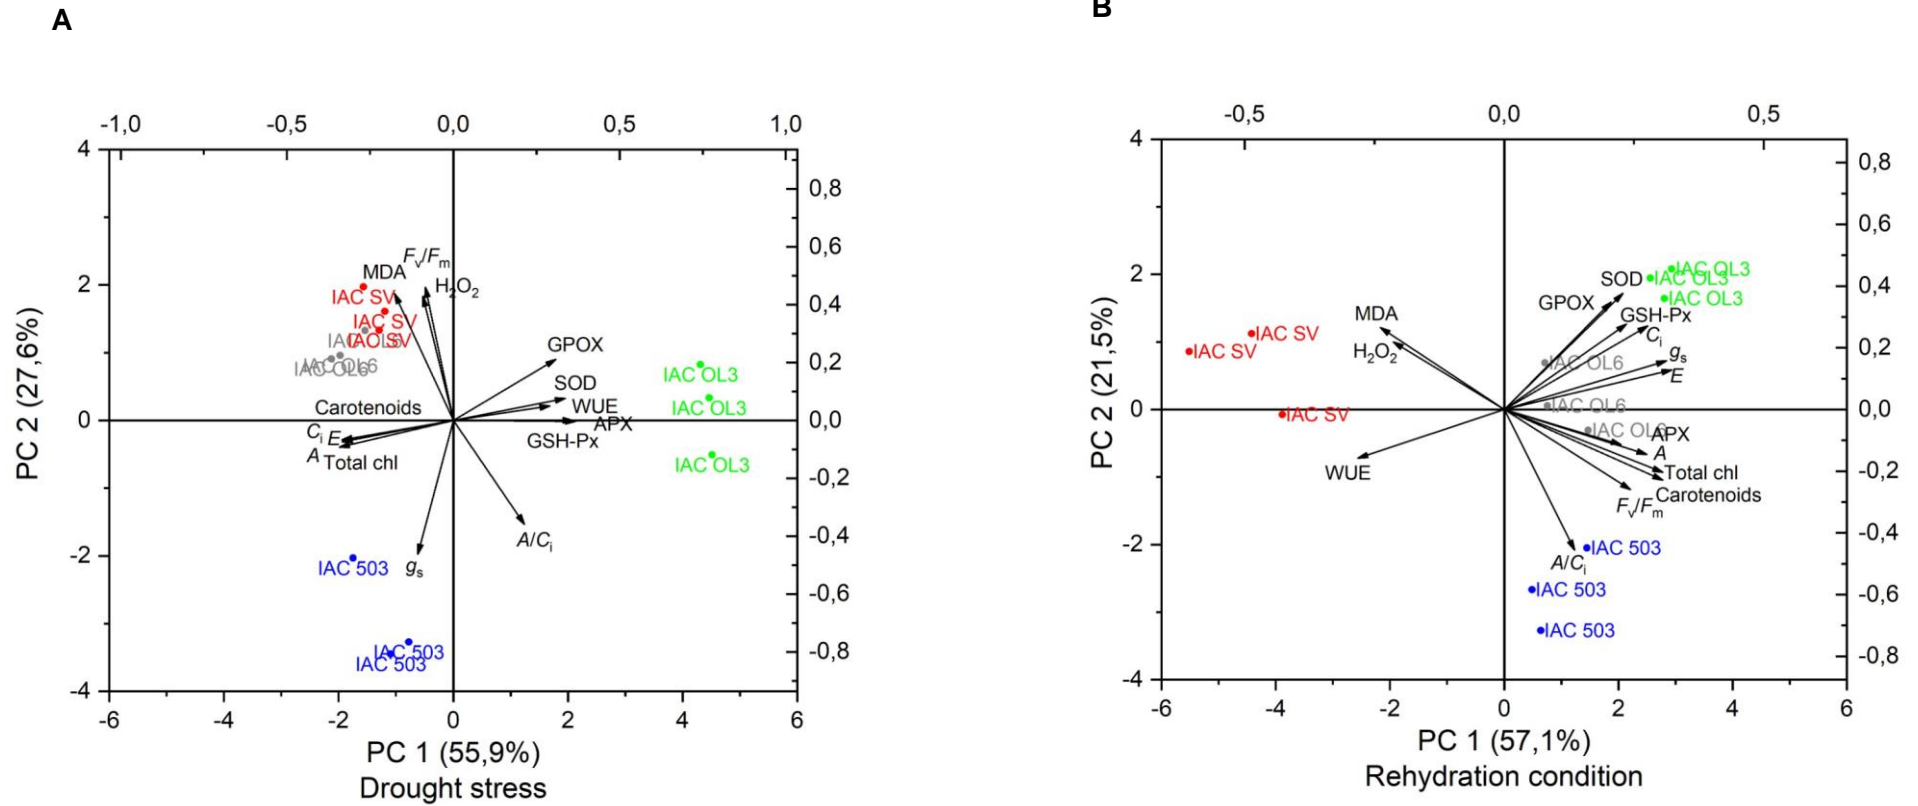 A
-1,0 -0,5 0,0 0,5 1,0
4
2
0
-2
-4
PC 2 (27,6%)
0,8
0,6
0,4
0,2
0,0
-0,2
-0,4
-0,6
-0,8
Fv/Fm
MDA
H2O2
IAC SV
IAC SV
IAC SV
IAC OL6
IAC OL6
IAC OL6
GPOX
SOD
WUE
APX
GSH-Px
IAC OL3
IAC OL3
IAC OL3
Carotenoids
Ci E
A Total chl
A/Ci
gs
IAC 503
IAC 503
IAC 503
-6 -4 -2 0 2 4 6
PC 1 (55,9%)
Drought stress
B
-0,5 0,0 0,5
4
2
0
-2
-4
PC 2 (21,5%)
0,8
0,6
0,4
0,2
0,0
-0,2
-0,4
-0,6
-0,8
IAC OL3
IAC OL3
IAC OL3
SOD
GPOX
GSH-Px
Ci
gs
E
MDA
H2O2
IAC SV
IAC SV
IAC SV
IAC OL6
IAC OL6
IAC OL6
WUE
APX
A
Total chl
Carotenoids
Fv/Fm
A/Ci
IAC 503
IAC 503
IAC 503
-6 -4 -2 0 2 4 6
PC 1 (57,1%)
Rehydration condition